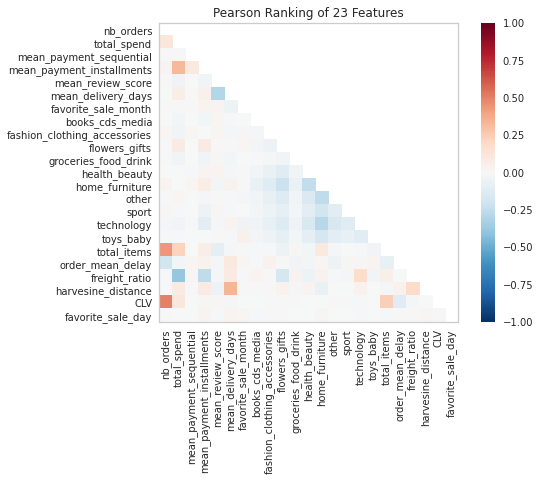 Pearson Ranking of 23 Features
nb_orders
total_spend
mean_payment_sequential
mean_payment_installments
mean_review_score
mean_delivery_days
favorite_sale_month
books_cds_media
fashion_clothing_accessories
flowers_gifts
groceries_food_drink
health_beauty
home_furniture
other
sport
technology
toys_baby
total_items
order_mean_delay
freight_ratio
harvesine_distance
CLV
favorite_sale_day
nb_orders
total_spend
mean_payment_sequential
mean_payment_installments
mean_review_score
mean_delivery_days
favorite_sale_month
books_cds_media
fashion_clothing_accessories
flowers_gifts
groceries_food_drink
health_beauty
home_furniture
other
sport
technology
toys_baby
total_items
order_mean_delay
freight_ratio
harvesine_distance
CLV
favorite_sale_day
1.00
0.75
0.50
0.25
0.00
−0.25
−0.50
−0.75
−1.00